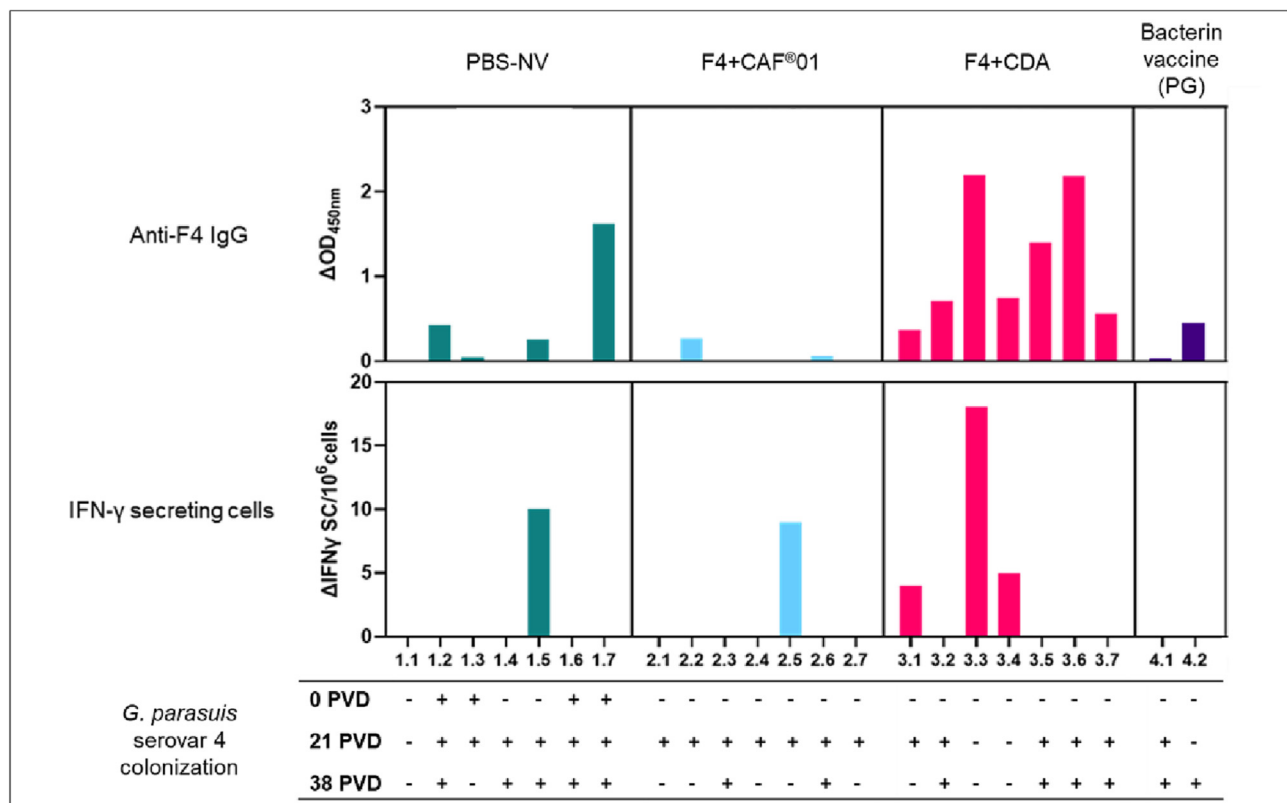 PBS-NV F4+CAF®01 F4+CDA Bacterin
vaccine
(PG)
3
2
1
0
ΔOD450nm
Anti-F4 IgG
20
15
10
5
0
ΔIFNγ SC/10⁶cells
IFN-γ secreting cells
1.1 1.2 1.3 1.4 1.5 1.6 1.7 2.1 2.2 2.3 2.4 2.5 2.6 2.7 3.1 3.2 3.3 3.4 3.5 3.6 3.7 4.1 4.2
G. parasuis
serovar 4
colonization
0 PVD - + + - - + + - - - - - - - - - - - - - - - -
21 PVD - + + + + + + + + + + + + + + + - - + + + + -
38 PVD - + - + + + + - - + - - + - - + - - + + + + +